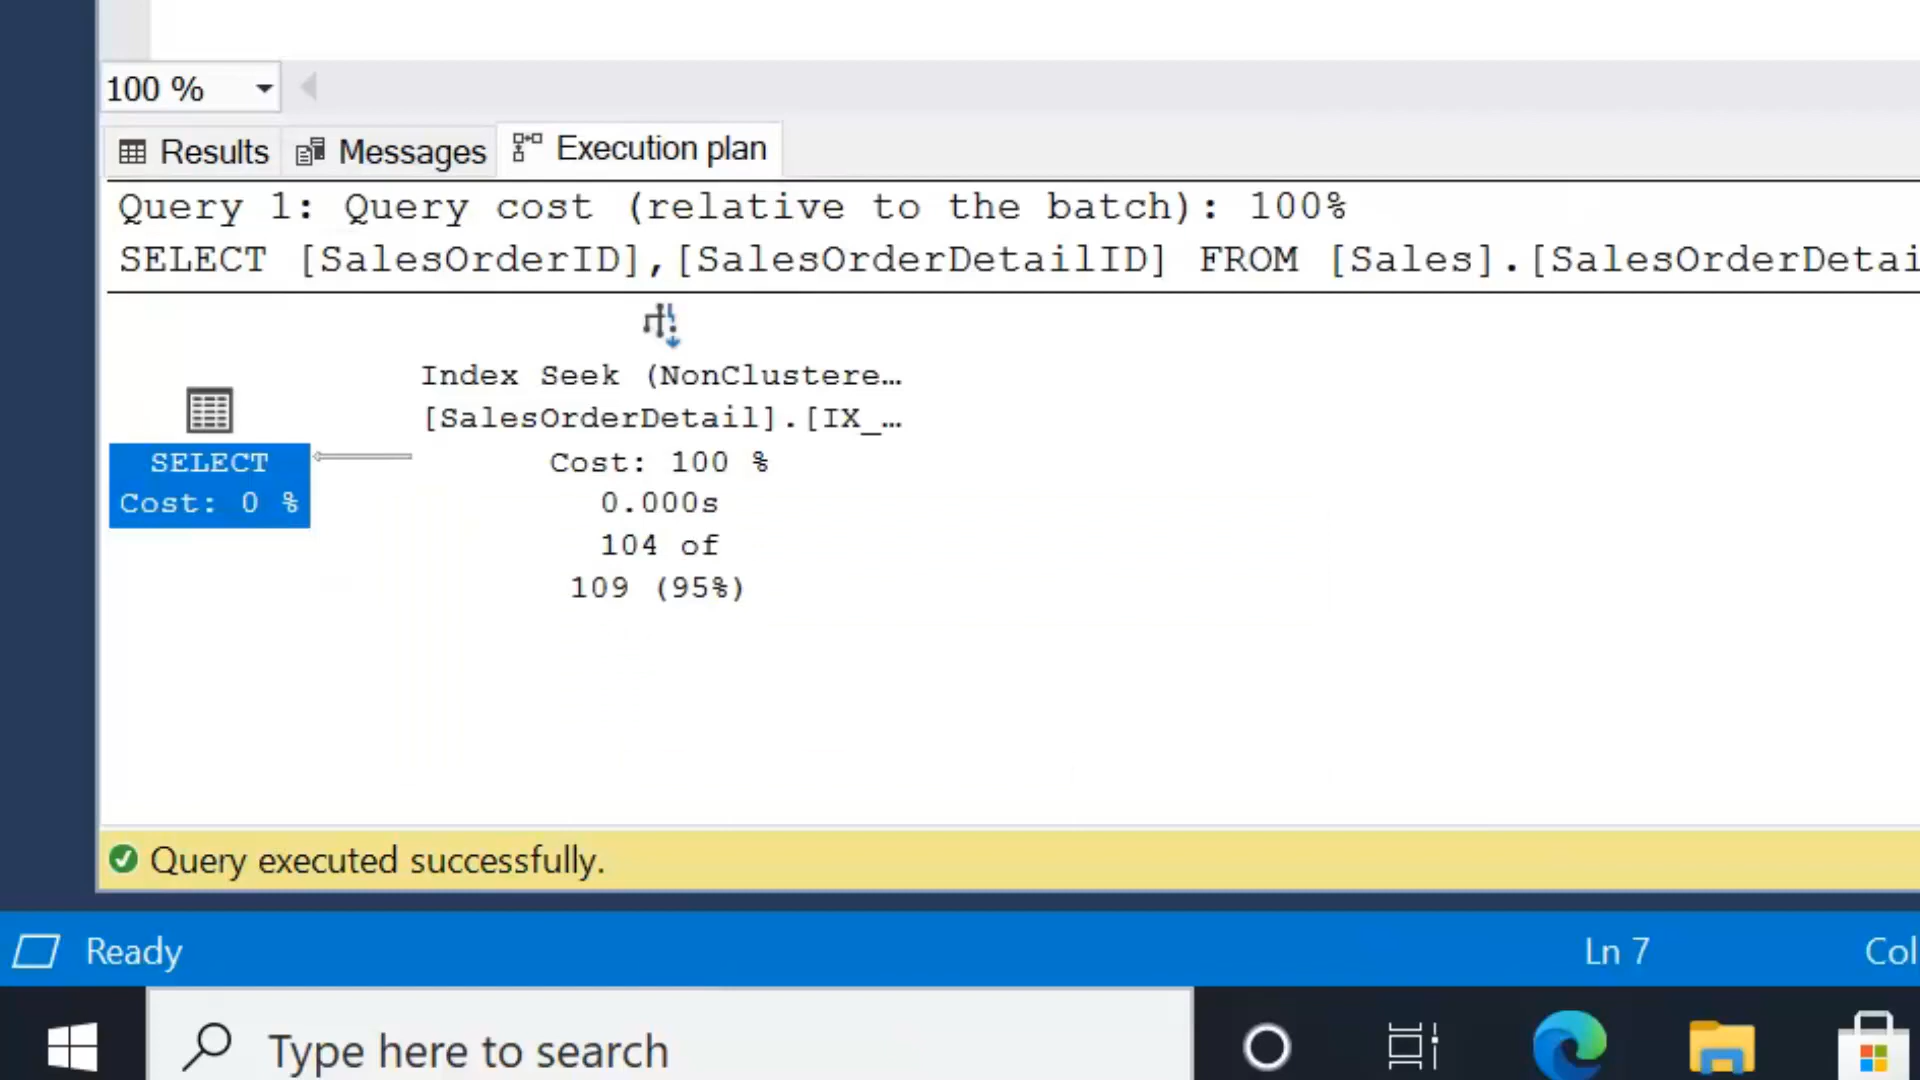 100 %
Results Messages Execution plan
Query 1: Query cost (relative to the batch): 100%
SELECT [SalesOrderID],[SalesOrderDetailID] FROM [Sales].[SalesOrderDetai
Index Seek (NonClustere…
[SalesOrderDetail].[IX_…
SELECT
Cost: 0 %
Cost: 100 %
0.000s
104 of
109 (95%)
Query executed successfully.
Ready Ln 7 Col
Type here to search